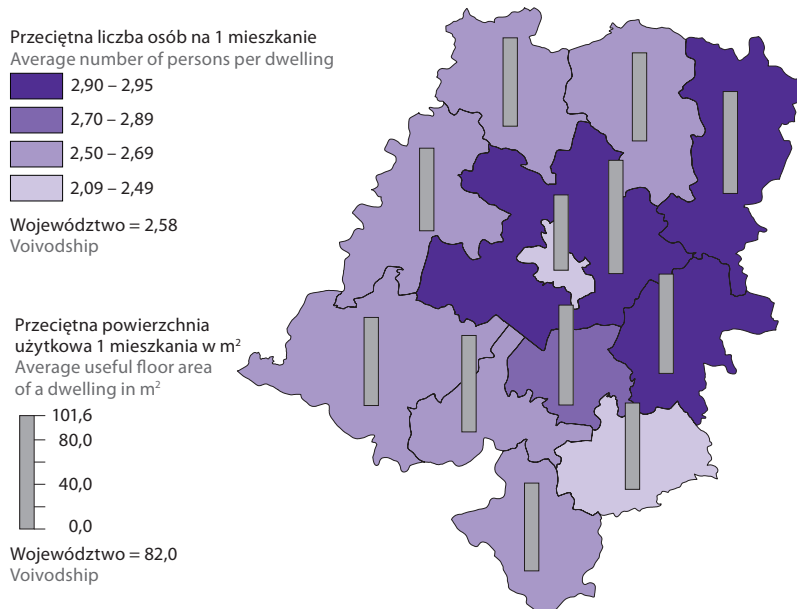 Przeciętna liczba osób na 1 mieszkanie
Average number of persons per dwelling
2,90 – 2,95
2,70 – 2,89
2,50 – 2,69
2,09 – 2,49
Województwo = 2,58
Voivodship
Przeciętna powierzchnia
użytkowa 1 mieszkania w m²
Average useful floor area
of a dwelling in m²
101,6
80,0
40,0
0,0
Województwo = 82,0
Voivodship